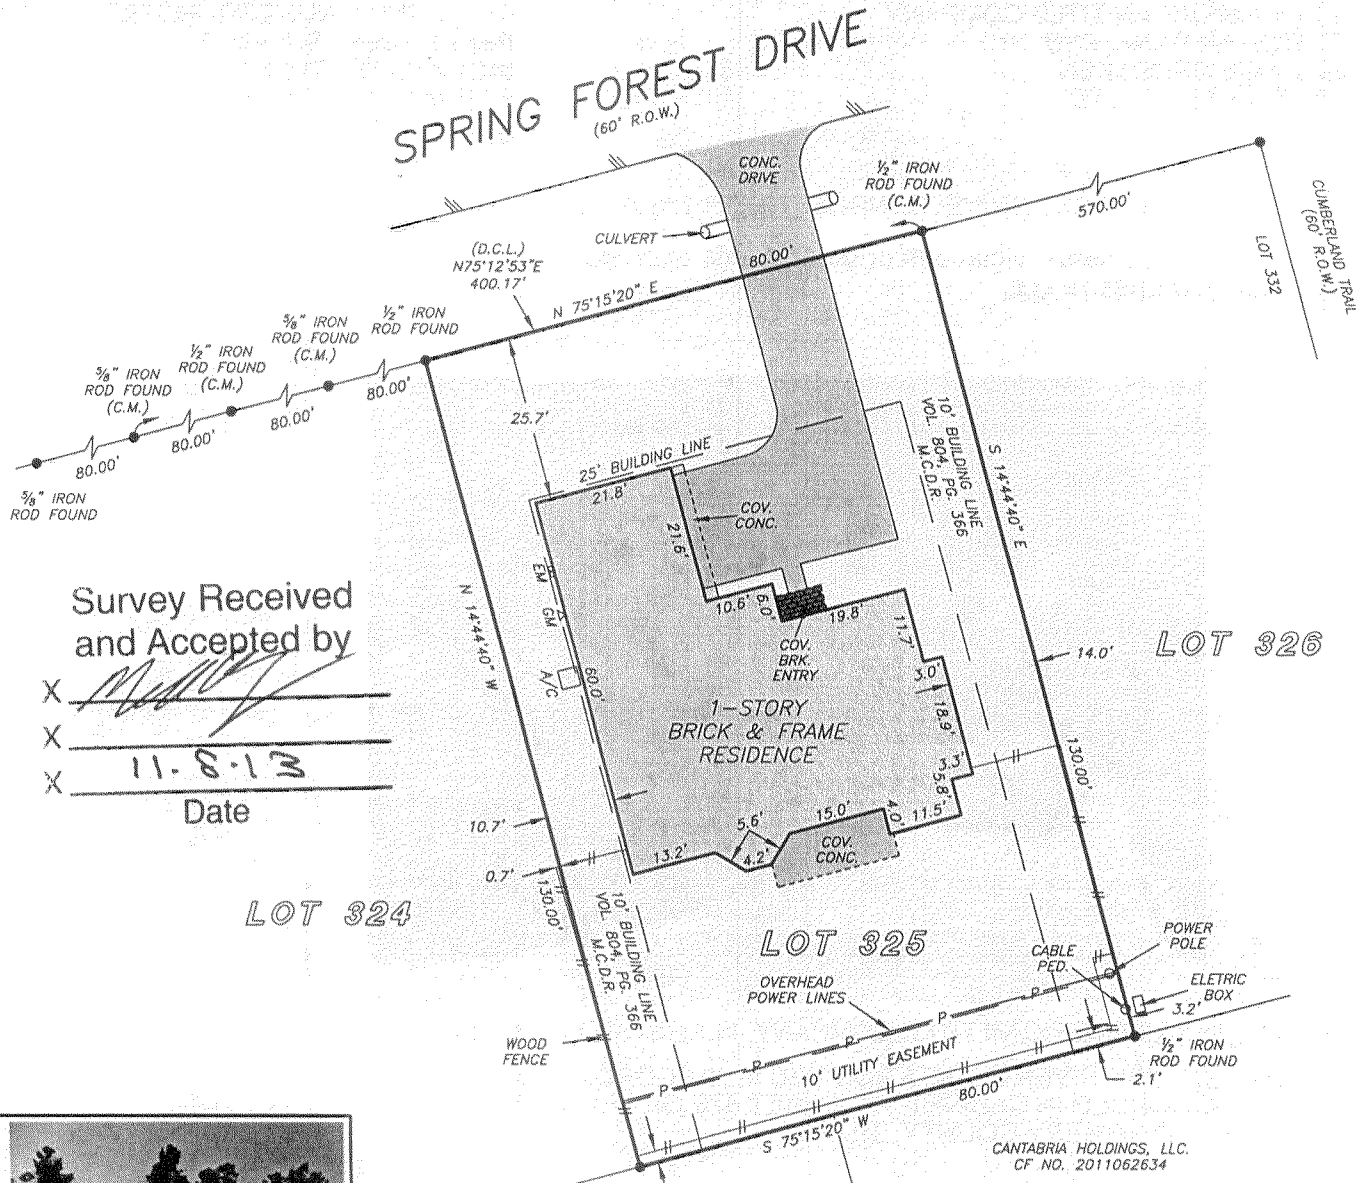 SPRING FOREST DRIVE
(60' R.O.W.)
CONC.
DRIVE
½" IRON
ROD FOUND
(C.M.)
570.00'
CUMBERLAND TRAIL
(60' R.O.W.)
LOT 332
CULVERT
80.00'
(D.C.L.)
N75°12'53"E
400.17'
N 75°15'20" E
½" IRON
ROD FOUND
⅝" IRON
ROD FOUND
(C.M.)
½" IRON
ROD FOUND
(C.M.)
⅝" IRON
ROD FOUND
(C.M.)
80.00'
80.00'
80.00'
80.00'
⅝" IRON
ROD FOUND
25.7'
25' BUILDING LINE
21.8'
COV.
CONC.
21.6'
10' BUILDING LINE
VOL. 804, PG. 366
M.C.D.R.
S 14°44'40" E
EM
GM
A/C
N 14°44'40" W
60.0'
10.6'
6.0'
19.8'
11.7'
COV.
BRK.
ENTRY
3.0'
18.9'
14.0'
LOT 326
Survey Received
and Accepted by
X
X
X 11.8.13
Date
1-STORY
BRICK & FRAME
RESIDENCE
3.3'
5.8'
130.00'
15.0'
4.0'
11.5'
5.6'
4.2'
13.2'
COV.
CONC.
10.7'
0.7'
130.00'
LOT 324
10' BUILDING LINE
VOL. 804, PG. 366
M.C.D.R.
LOT 325
OVERHEAD
POWER LINES
CABLE
PED.
POWER
POLE
ELETRIC
BOX
3.2'
½" IRON
ROD FOUND
2.1'
WOOD
FENCE
P
P
P
P
P
10' UTILITY EASEMENT
80.00'
S 75°15'20" W
CANTABRIA HOLDINGS, LLC.
CF NO. 2011062634